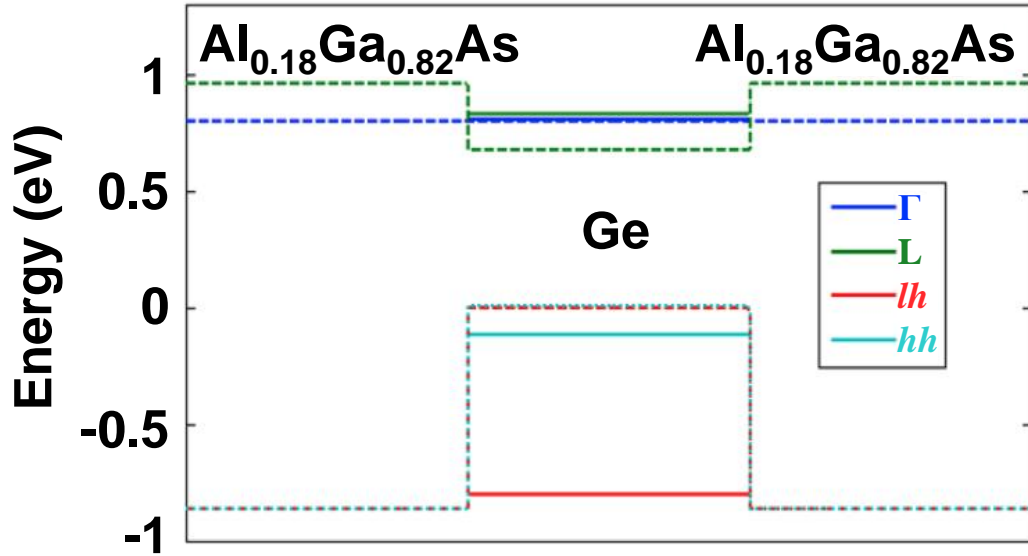 Al0.18Ga0.82As Al0.18Ga0.82As
1
0.5
0
-0.5
-1
Energy (eV)
Ge
Γ
L
lh
hh